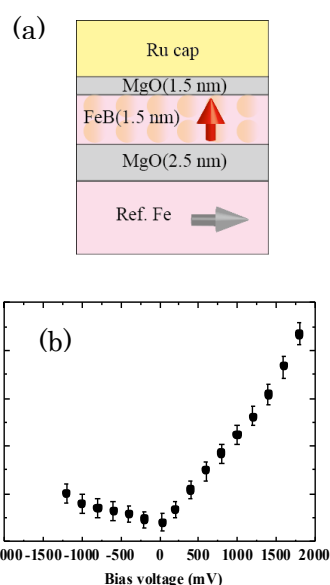 (a)
Ru cap
MgO(1.5 nm)
FeB(1.5 nm)
MgO(2.5 nm)
Ref. Fe
(b)
-1500 -1000 -500 0 500 1000 1500 2000
Bias voltage (mV)